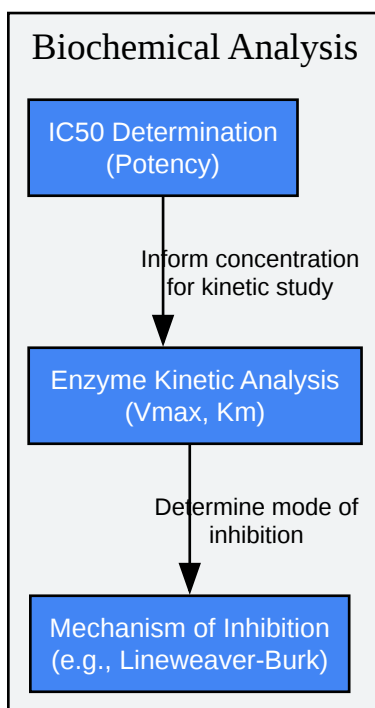 Biochemical Analysis
IC50 Determination
(Potency)
Inform concentration
for kinetic study
Enzyme Kinetic Analysis
(Vmax, Km)
Determine mode of
inhibition
Mechanism of Inhibition
(e.g., Lineweaver-Burk)